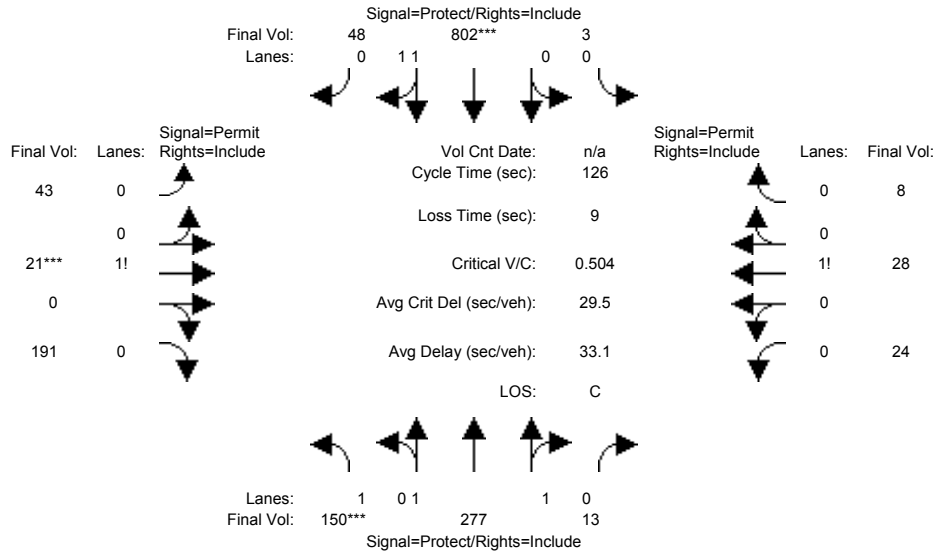 Signal=Protect/Rights=Include
Final Vol: 48 802*** 3
Lanes: 0 1 1 0 0
Signal=Permit
Final Vol: Lanes: Rights=Include
Vol Cnt Date: n/a
Signal=Permit
Rights=Include Lanes: Final Vol:
Cycle Time (sec): 126
43 0
0 8
Loss Time (sec): 9
0
0
21*** 1!
Critical V/C: 0.504
1! 28
0 0
Avg Crit Del (sec/veh): 29.5
0
191 0
Avg Delay (sec/veh): 33.1
0 24
LOS: C
Lanes: 1 0 1 1 0
Final Vol: 150*** 277 13
Signal=Protect/Rights=Include